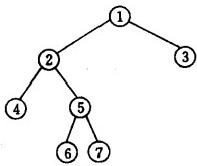 ①
② ③
④ ⑤
⑥ ⑦